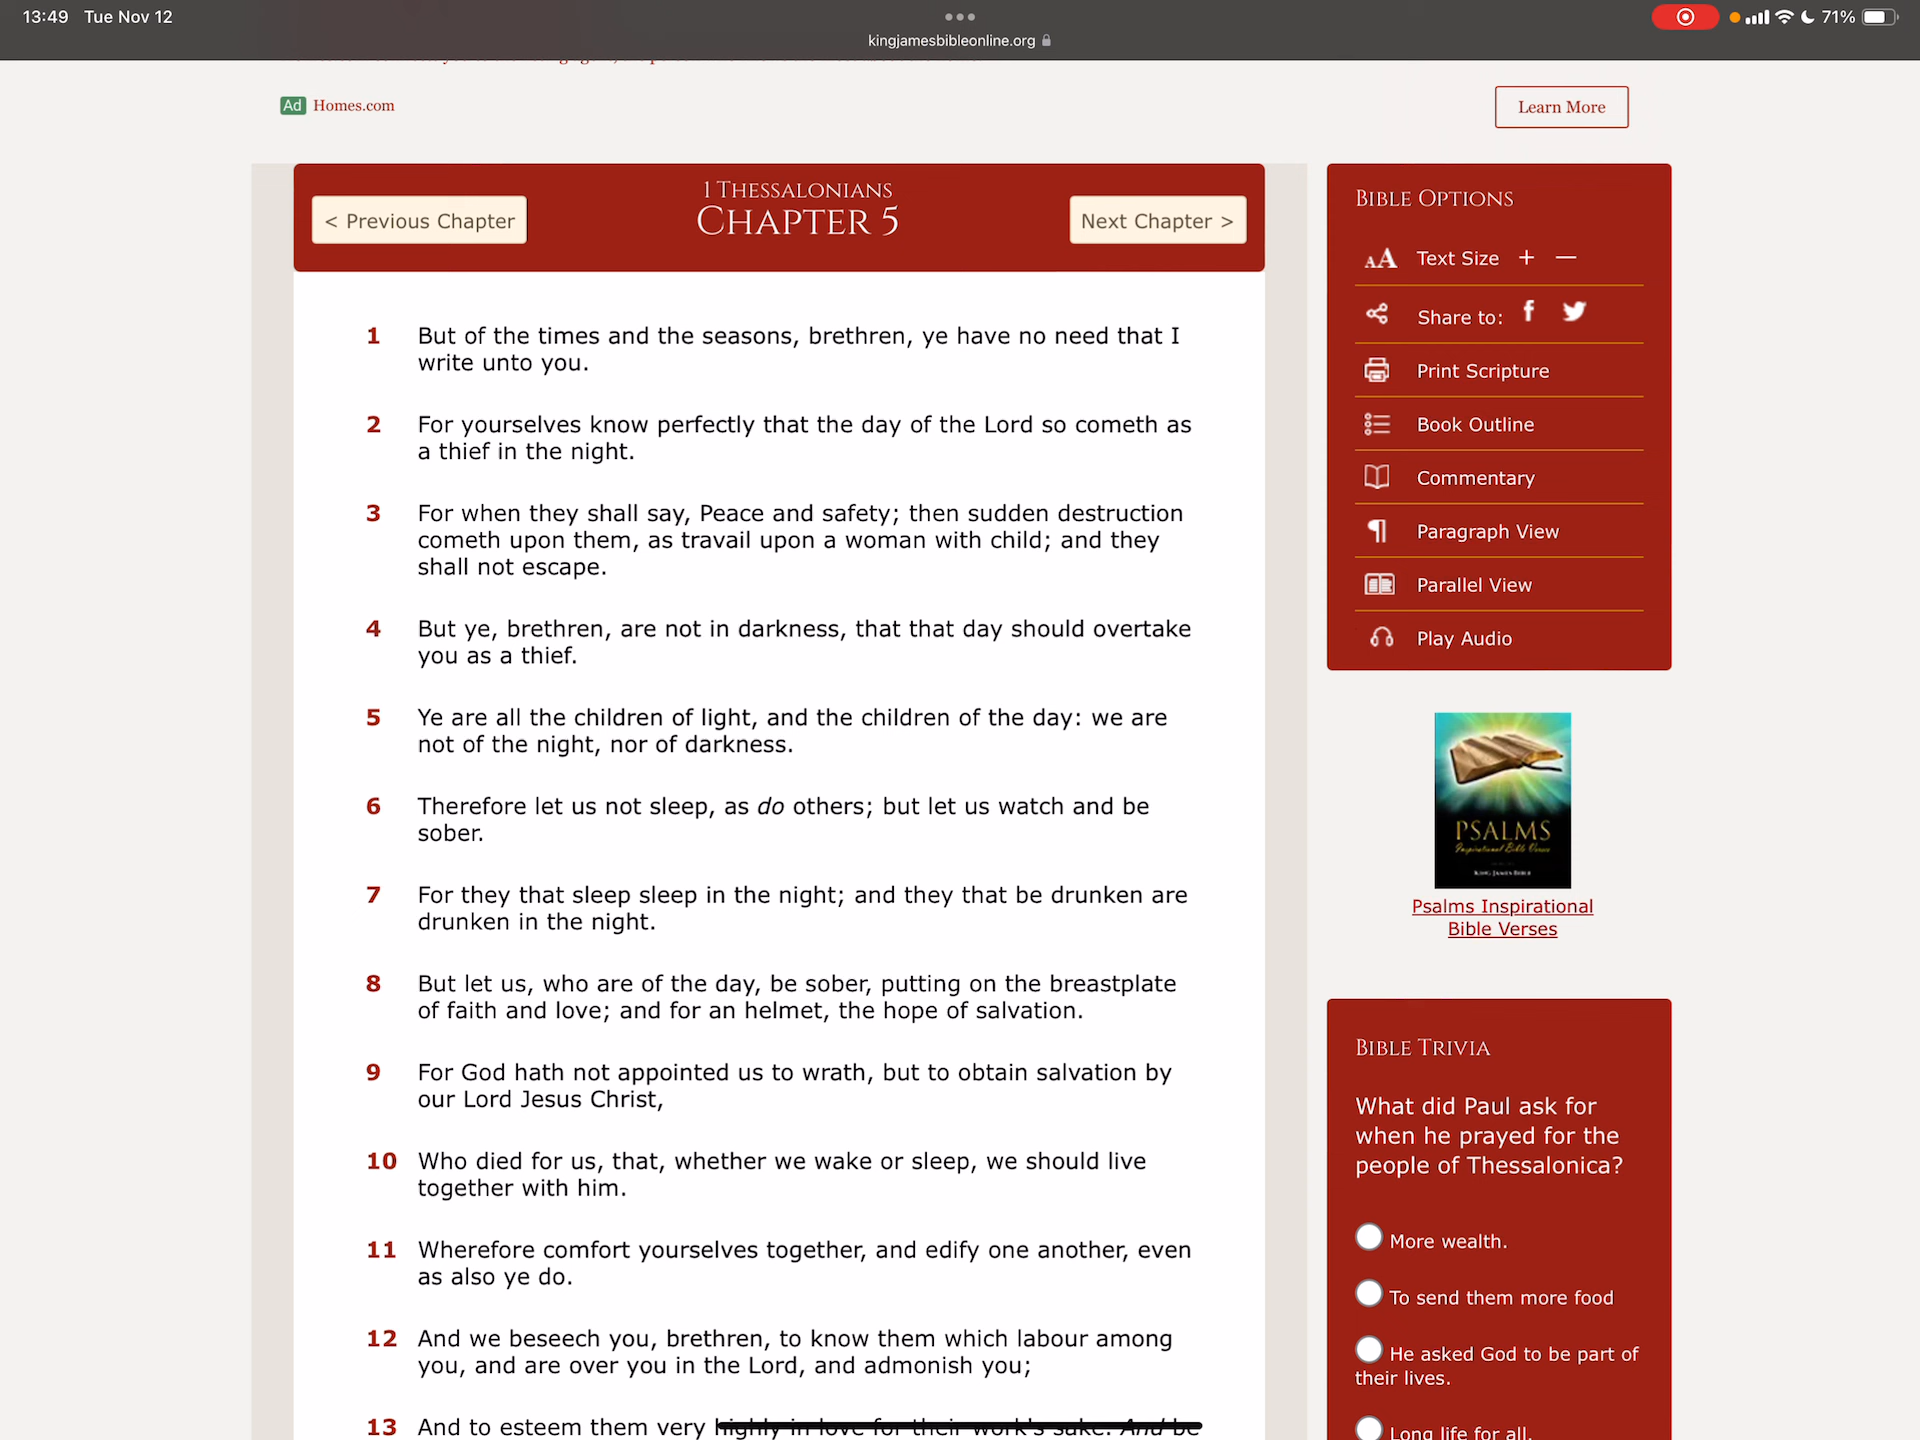 13:49 Tue Nov 12
71%
kingjamesbibleonline.org
Ad Homes.com
Learn More
< Previous Chapter
1 Thessalonians
Chapter 5
Next Chapter >
1 But of the times and the seasons, brethren, ye have no need that I
write unto you.
2 For yourselves know perfectly that the day of the Lord so cometh as
a thief in the night.
3 For when they shall say, Peace and safety; then sudden destruction
cometh upon them, as travail upon a woman with child; and they
shall not escape.
4 But ye, brethren, are not in darkness, that that day should overtake
you as a thief.
5 Ye are all the children of light, and the children of the day: we are
not of the night, nor of darkness.
6 Therefore let us not sleep, as do others; but let us watch and be
sober.
7 For they that sleep sleep in the night; and they that be drunken are
drunken in the night.
8 But let us, who are of the day, be sober, putting on the breastplate
of faith and love; and for an helmet, the hope of salvation.
9 For God hath not appointed us to wrath, but to obtain salvation by
our Lord Jesus Christ,
10 Who died for us, that, whether we wake or sleep, we should live
together with him.
11 Wherefore comfort yourselves together, and edify one another, even
as also ye do.
12 And we beseech you, brethren, to know them which labour among
you, and are over you in the Lord, and admonish you;
13 And to esteem them very highly in love for their work's sake. And be
Bible Options
AA Text Size + —
Share to:
Print Scripture
Book Outline
Commentary
Paragraph View
Parallel View
Play Audio
PSALMS
Inspirational Bible Verses
KING JAMES BIBLE
Psalms Inspirational
Bible Verses
Bible Trivia
What did Paul ask for
when he prayed for the
people of Thessalonica?
More wealth.
To send them more food
He asked God to be part of
their lives.
Long life for all.